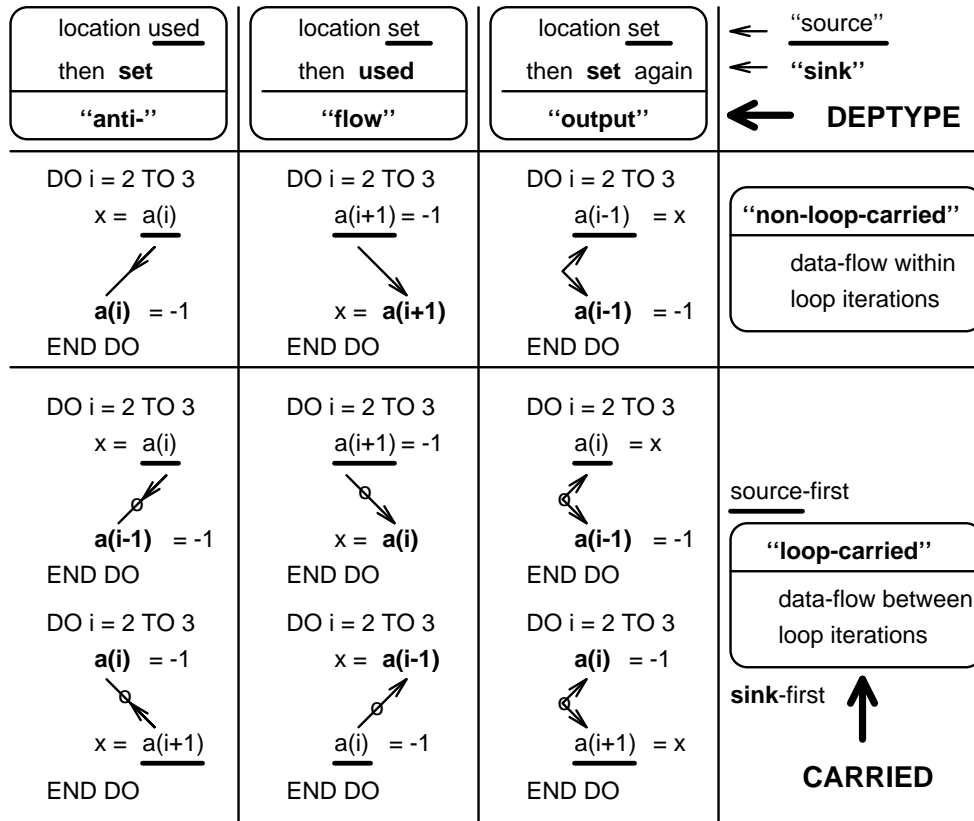 location used
then set
‘‘anti-’’
location set
then used
‘‘flow’’
location set
then set again
‘‘output’’
‘‘source’’
‘‘sink’’
DEPTYPE
DO i = 2 TO 3
x = a(i)
a(i) = -1
END DO
DO i = 2 TO 3
a(i+1) = -1
x = a(i+1)
END DO
DO i = 2 TO 3
a(i-1) = x
a(i-1) = -1
END DO
‘‘non-loop-carried’’
data-flow within
loop iterations
DO i = 2 TO 3
x = a(i)
a(i-1) = -1
END DO
DO i = 2 TO 3
a(i+1) = -1
x = a(i)
END DO
DO i = 2 TO 3
a(i) = x
a(i-1) = -1
END DO
source-first
‘‘loop-carried’’
data-flow between
loop iterations
DO i = 2 TO 3
a(i) = -1
x = a(i+1)
END DO
DO i = 2 TO 3
x = a(i-1)
a(i) = -1
END DO
DO i = 2 TO 3
a(i) = -1
a(i+1) = x
END DO
sink-first
CARRIED